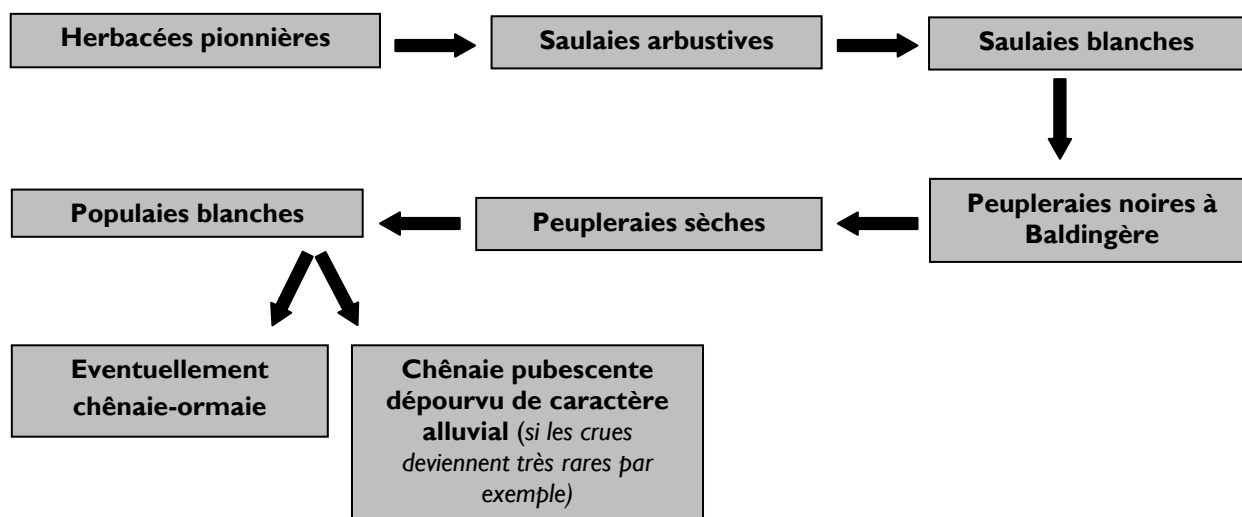 Herbacées pionnières
Saulaies arbustives
Saulaies blanches
Peupleraies noires à
Baldingère
Peupleraies sèches
Populaies blanches
Eventuellement
chênaie-ormaie
Chênaie pubescente
dépourvu de caractère
alluvial (si les crues
deviennent très rares par
exemple)